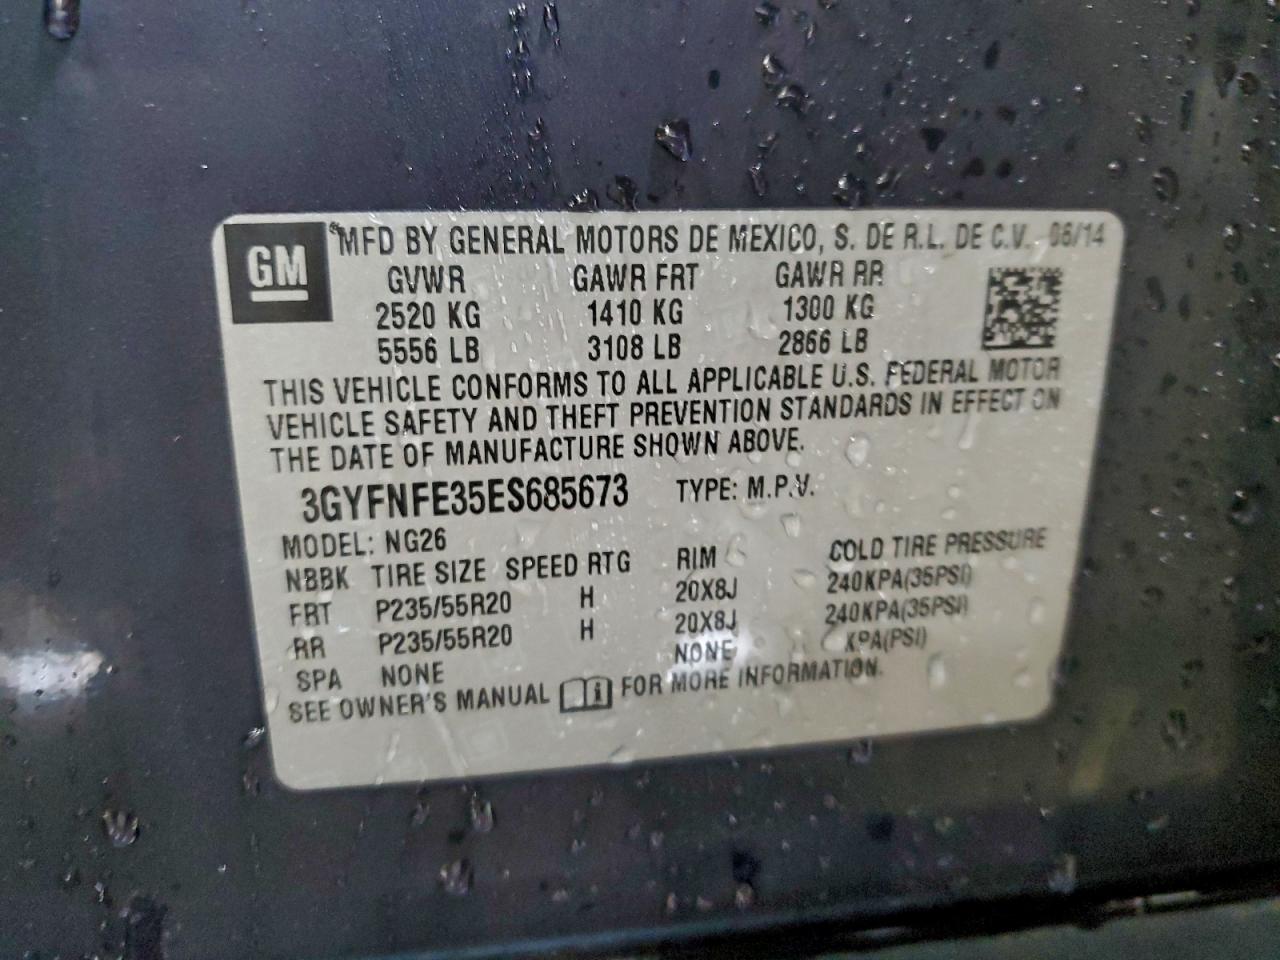 GM
MFD BY GENERAL MOTORS DE MEXICO, S. DE R.L. DE C.V. 06/14
GVWR GAWR FRT GAWR RR
2520 KG 1410 KG 1300 KG
5556 LB 3108 LB 2866 LB
THIS VEHICLE CONFORMS TO ALL APPLICABLE U.S. FEDERAL MOTOR
VEHICLE SAFETY AND THEFT PREVENTION STANDARDS IN EFFECT ON
THE DATE OF MANUFACTURE SHOWN ABOVE.
3GYFNFE35ES685673 TYPE: M.P.V.
MODEL: NG26
NBBK TIRE SIZE SPEED RTG RIM COLD TIRE PRESSURE
FRT P235/55R20 H 20X8J 240KPA(35PSI)
RR P235/55R20 H 20X8J 240KPA(35PSI)
SPA NONE NONE KPA(PSI)
SEE OWNER'S MANUAL FOR MORE INFORMATION.